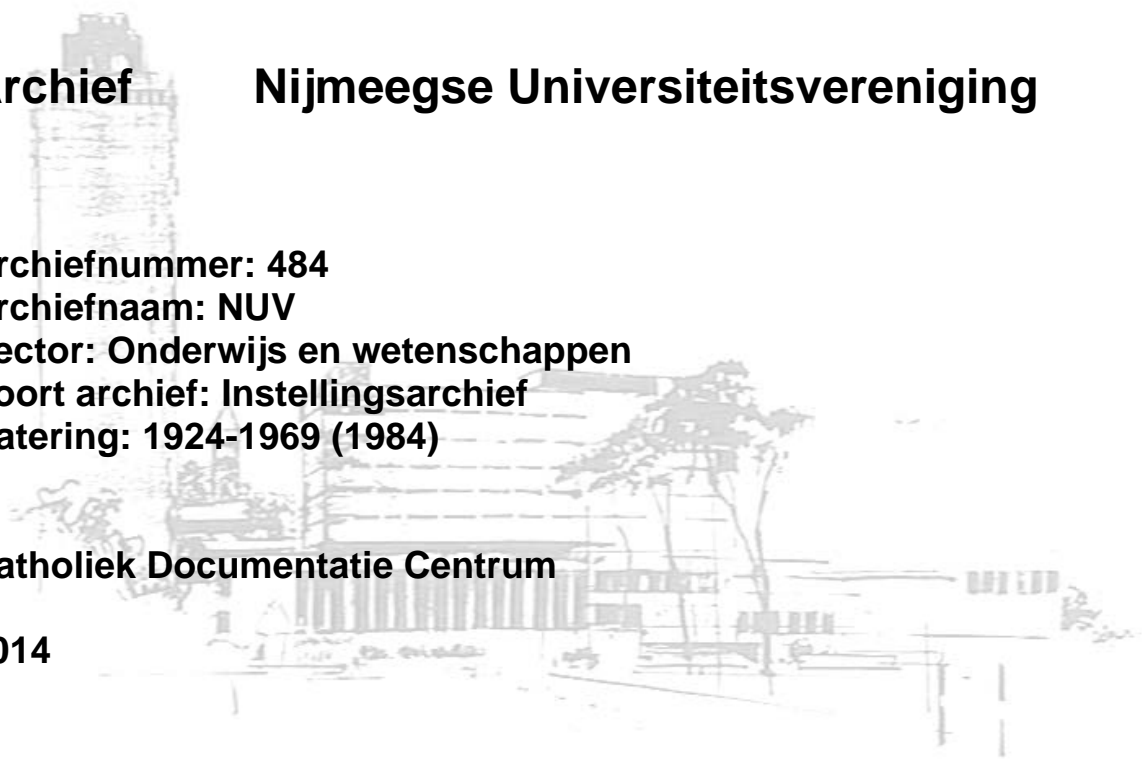 rchief Nijmeegse Universiteitsvereniging
rchiefnummer: 484
rchiefnaam: NUV
ector: Onderwijs en wetenschappen
oort archief: Instellingsarchief
atering: 1924-1969 (1984)
atholiek Documentatie Centrum
014